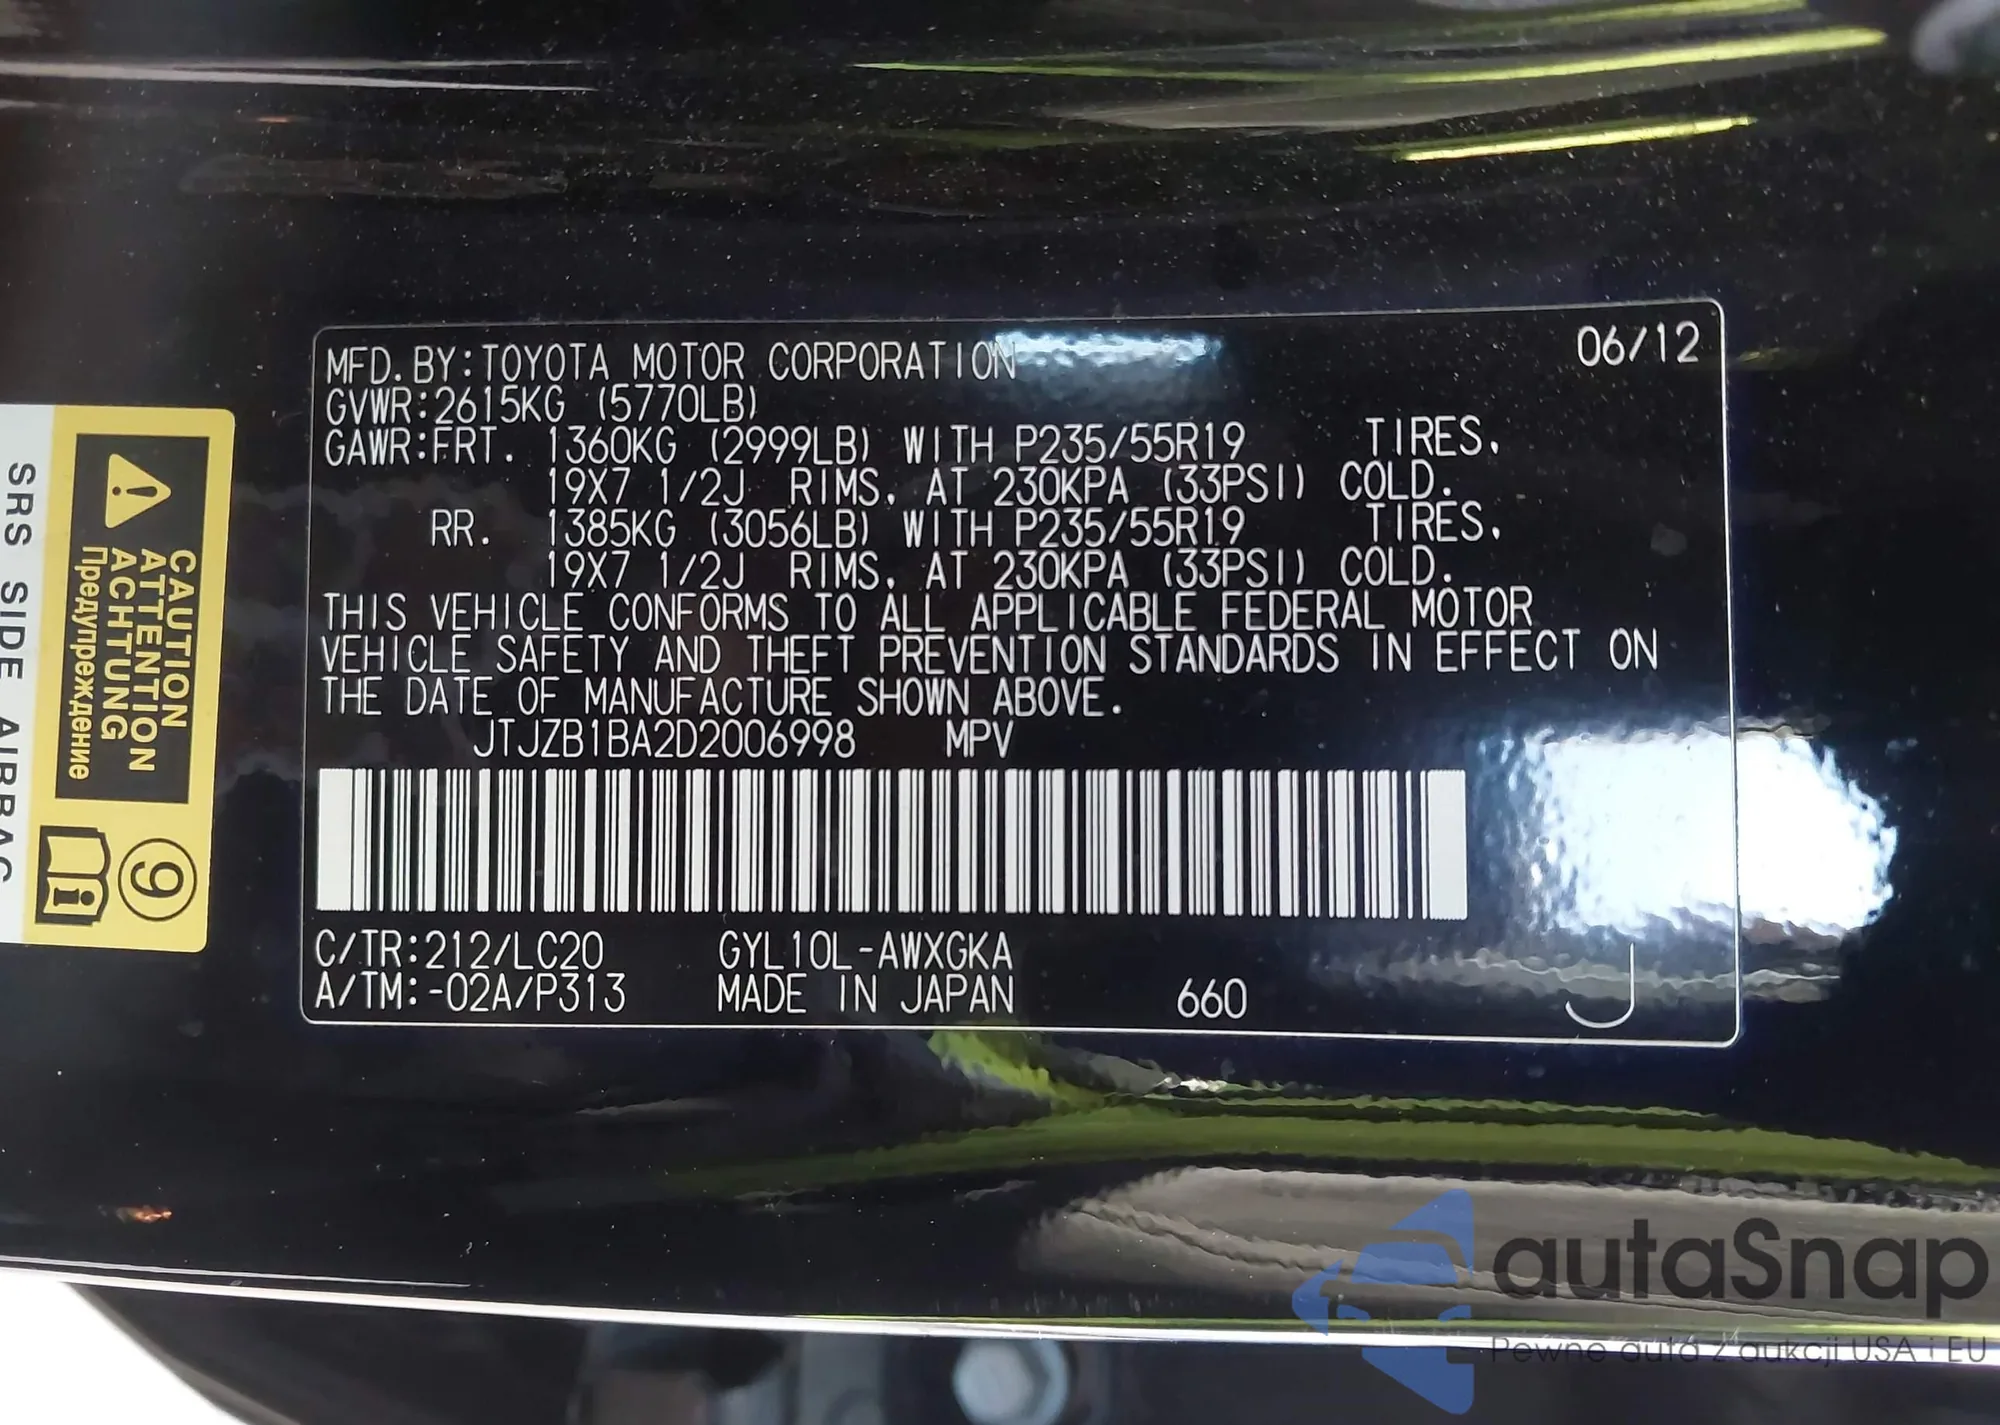 MFD. BY:TOYOTA MOTOR CORPORATION 06/12
GVWR:2615KG (5770LB)
GAWR:FRT. 1360KG (2999LB) WITH P235/55R19 TIRES,
19X7 1/2J RIMS, AT 230KPA (33PSI) COLD.
RR. 1385KG (3056LB) WITH P235/55R19 TIRES,
19X7 1/2J RIMS, AT 230KPA (33PSI) COLD.
THIS VEHICLE CONFORMS TO ALL APPLICABLE FEDERAL MOTOR
VEHICLE SAFETY AND THEFT PREVENTION STANDARDS IN EFFECT ON
THE DATE OF MANUFACTURE SHOWN ABOVE.
JTJZB1BA2D2006998 MPV
C/TR:212/LC20 GYL10L-AWXGKA
A/TM:-02A/P313 MADE IN JAPAN 660 J
CAUTION
ATTENTION
ACHTUNG
Предупреждение
9
SRS SIDE AIRBAG
autaSnap
Pewne auta z aukcji USA i EU